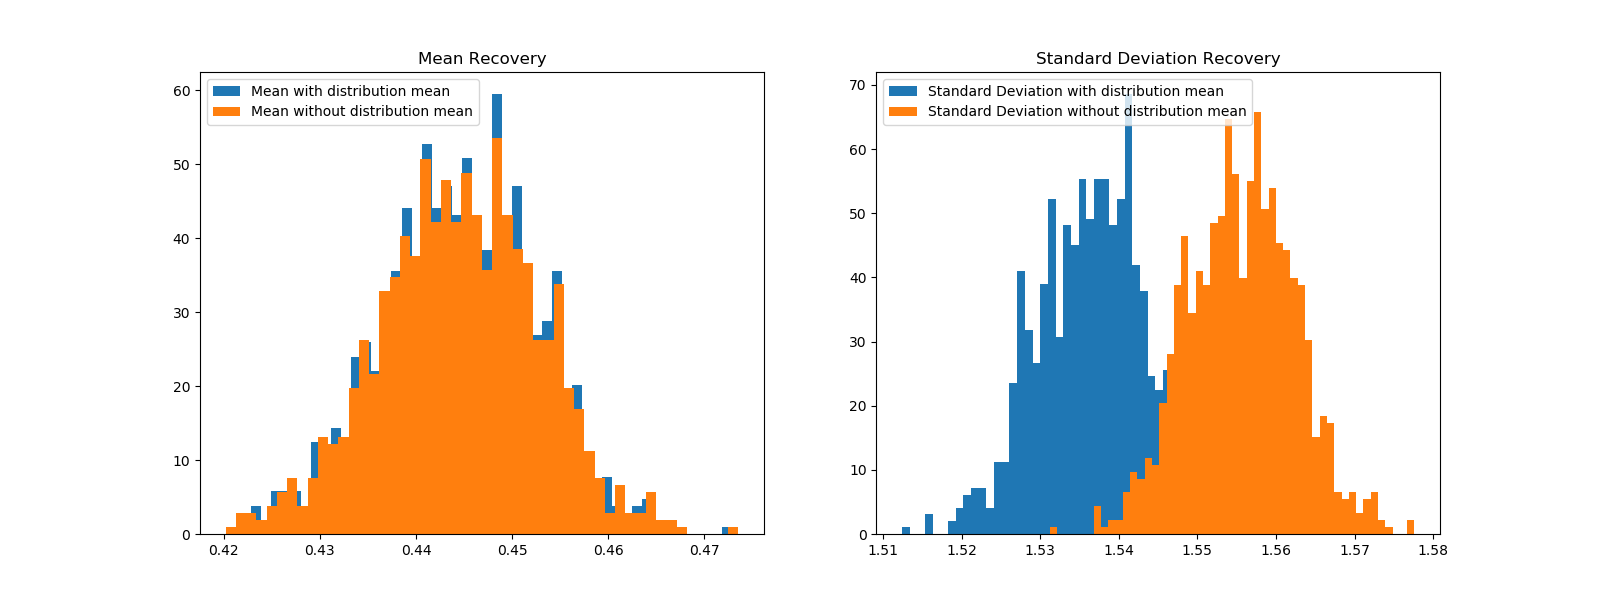 Mean Recovery
Mean with distribution mean
Mean without distribution mean
60
50
40
30
20
10
0
0.42 0.43 0.44 0.45 0.46 0.47
Standard Deviation Recovery
Standard Deviation with distribution mean
Standard Deviation without distribution mean
70
60
50
40
30
20
10
0
1.51 1.52 1.53 1.54 1.55 1.56 1.57 1.58